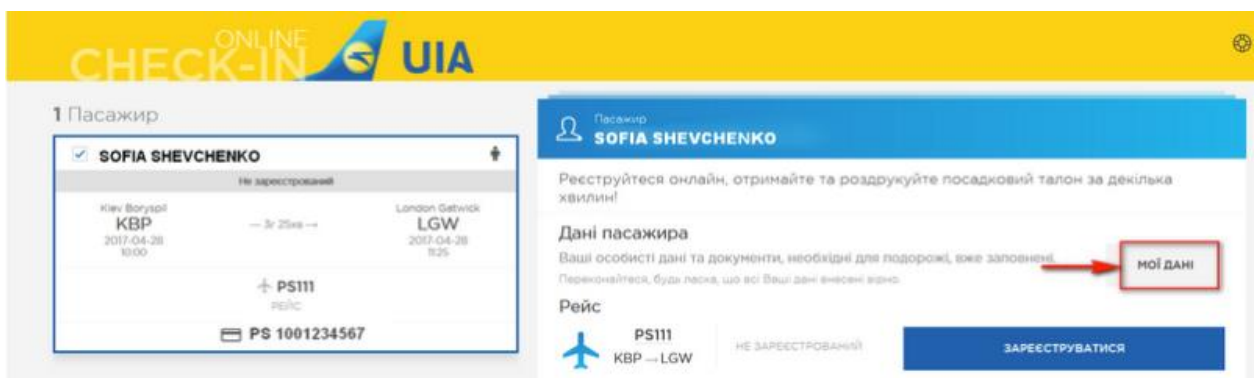 ONLINE
CHECK-IN
UIA
1 Пасажир
SOFIA SHEVCHENKO
Не зареєстрований
Kiev Boryspil
KBP
2017-04-28
10:00
— 3г 25хв →
London Gatwick
LGW
2017-04-28
11:25
PS111
РЕЙС
PS 1001234567
Пасажир
SOFIA SHEVCHENKO
Реєструйтеся онлайн, отримайте та роздрукуйте посадковий талон за декілька
хвилин!
Дані пасажира
Ваші особисті дані та документи, необхідні для подорожі, вже заповнені.
Переконайтеся, будь ласка, що всі Ваші дані внесені вірно.
МОЇ ДАНІ
Рейс
PS111
KBP → LGW
НЕ ЗАРЕЄСТРОВАНИЙ
ЗАРЕЄСТРУВАТИСЯ